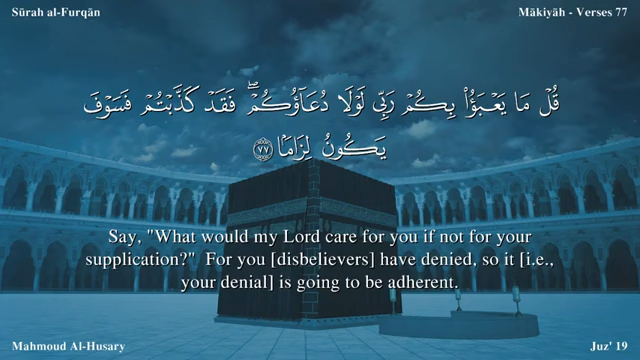 Sūrah al-Furqān
Mākiyāh - Verses 77
قُلْ مَا يَعْبَؤُا۟ بِكُمْ رَبِّى لَوْلَا دُعَآؤُكُمْ ۖ فَقَدْ كَذَّبْتُمْ فَسَوْفَ
يَكُونُ لِزَامًۢا ٧٧
Say, "What would my Lord care for you if not for your
supplication?"  For you [disbelievers] have denied, so it [i.e.,
your denial] is going to be adherent.
Mahmoud Al-Husary
Juz' 19